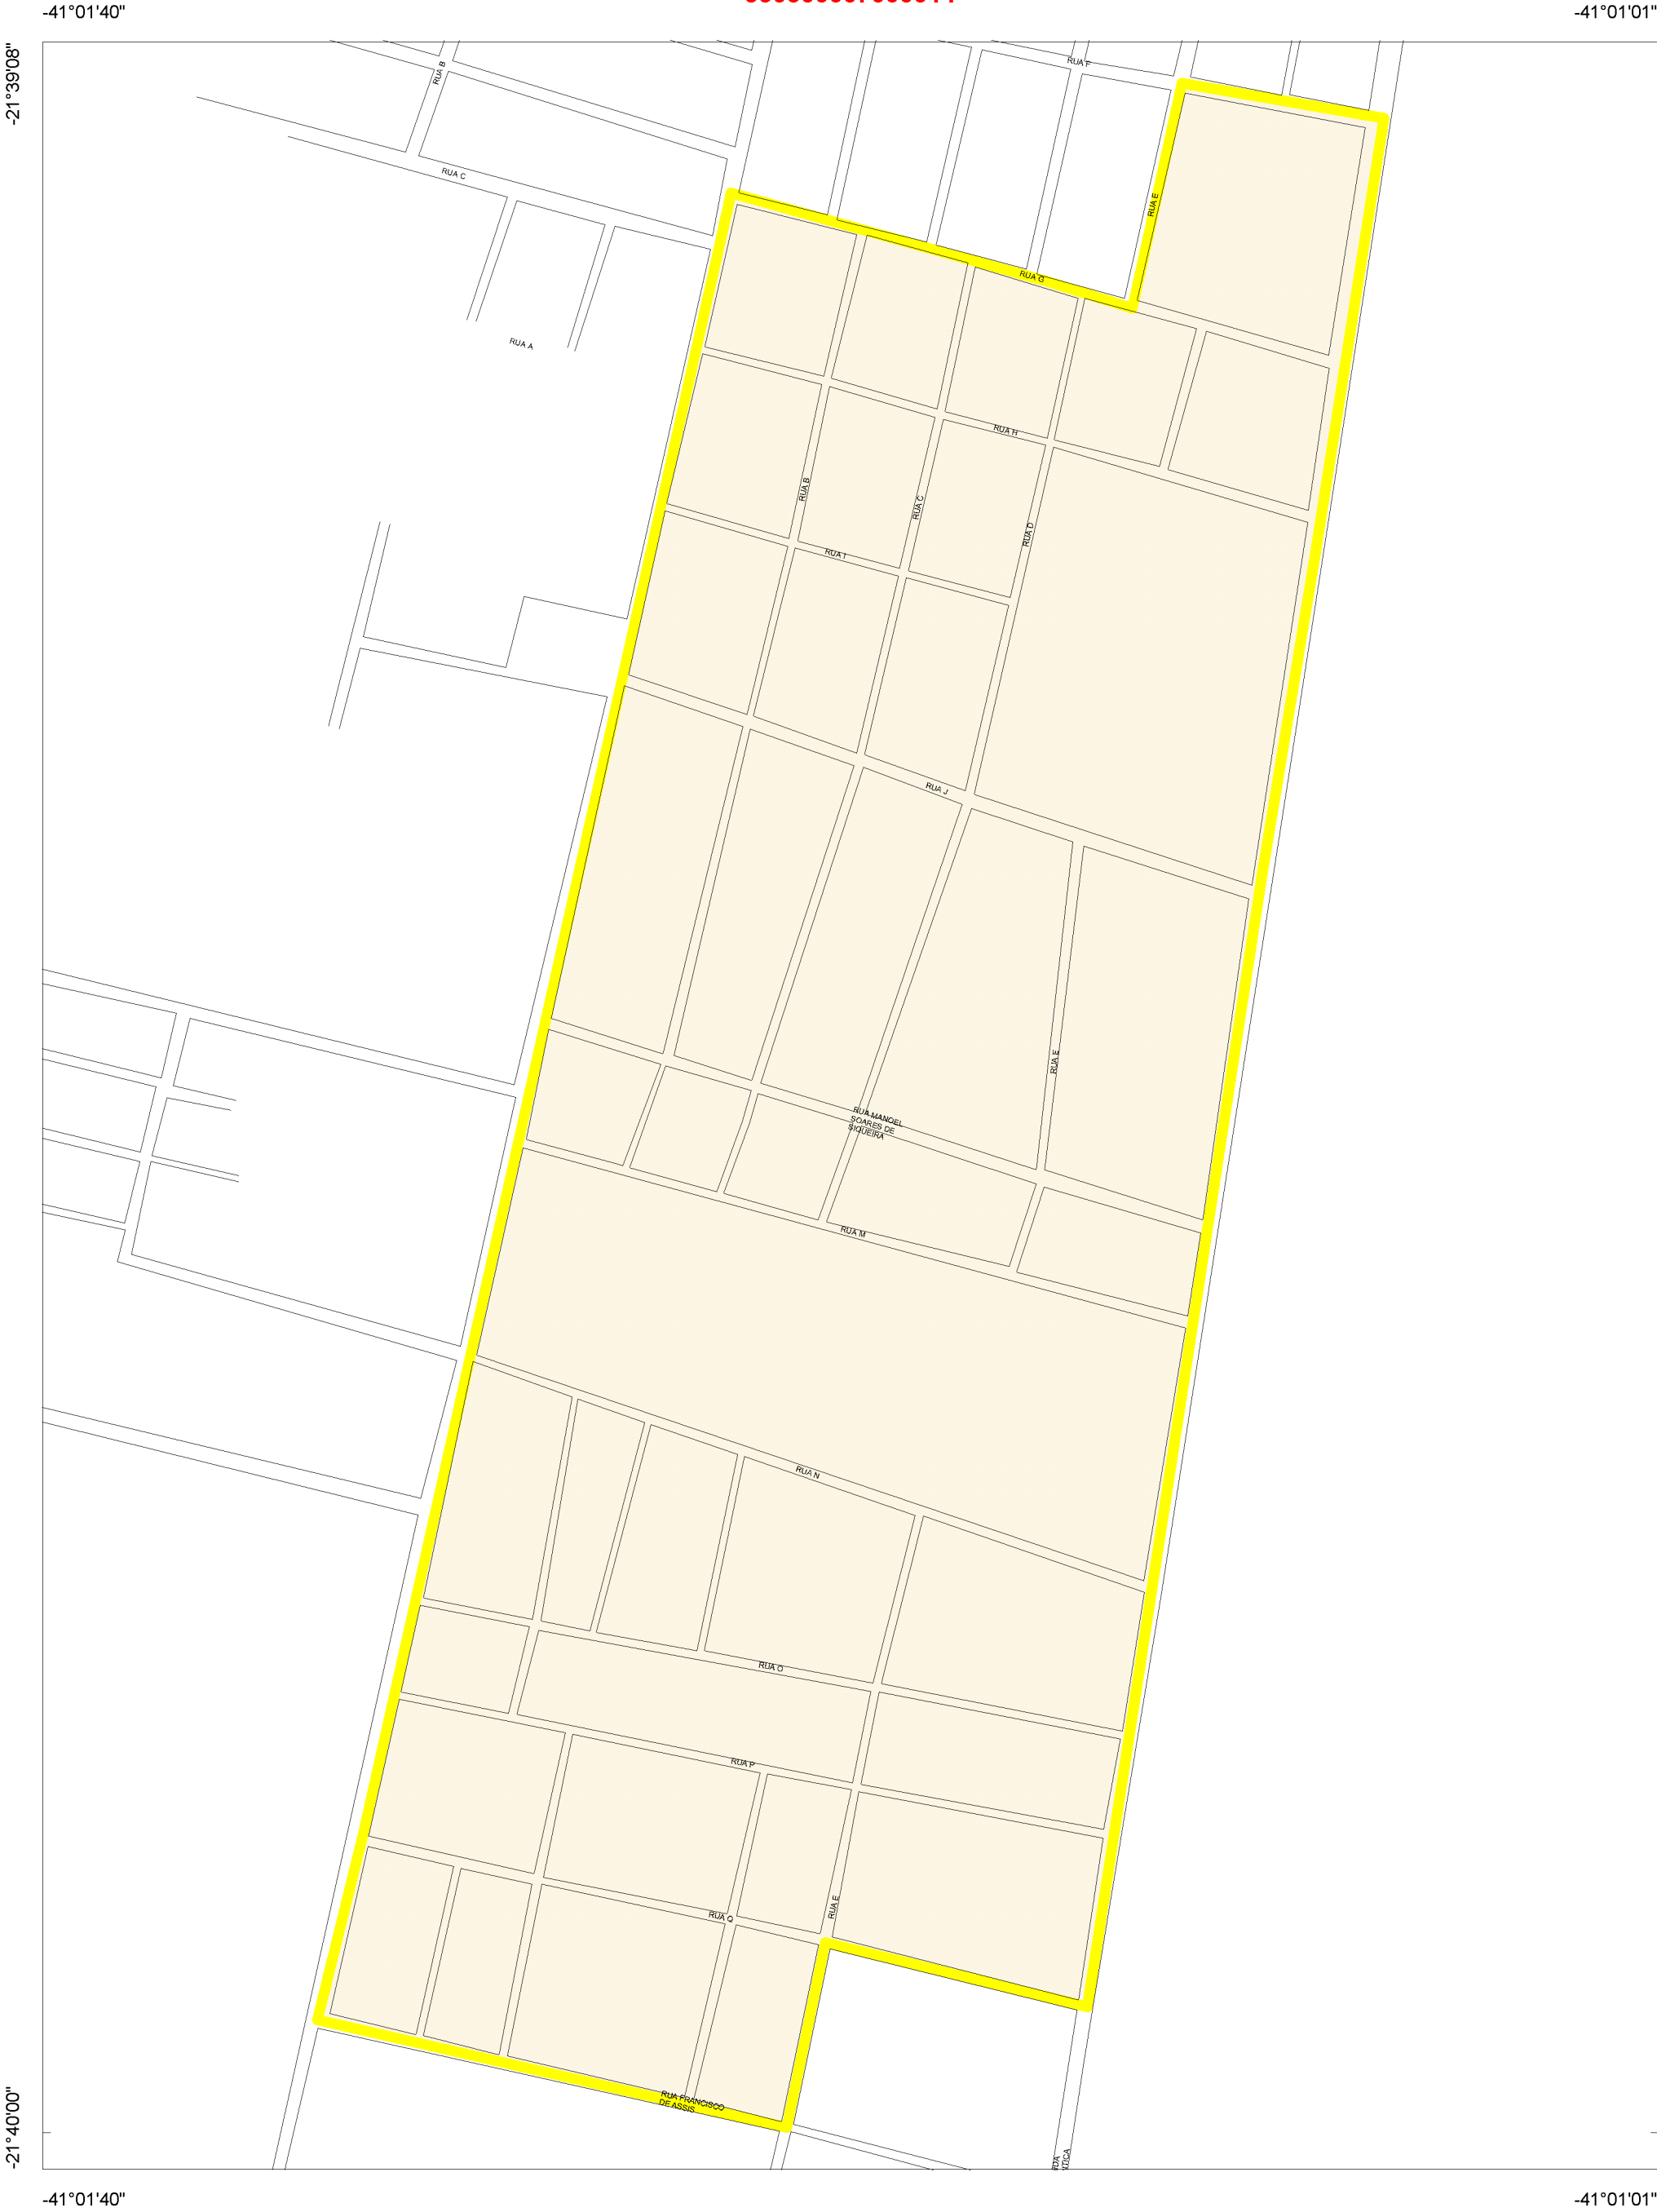 -41°01'40"
-41°01'01"
-21°39'08"
RUA F
RUA B
RUA C
RUA E
RUA G
RUA A
RUA H
RUA B
RUA C
RUA D
RUA I
RUA J
RUA E
RUA MANOEL
SOARES DE
SIQUEIRA
RUA M
RUA N
RUA O
RUA P
RUA E
RUA Q
RUA FRANCISCO
DE ASSIS
-21°40'00"
-41°01'40"
-41°01'01"